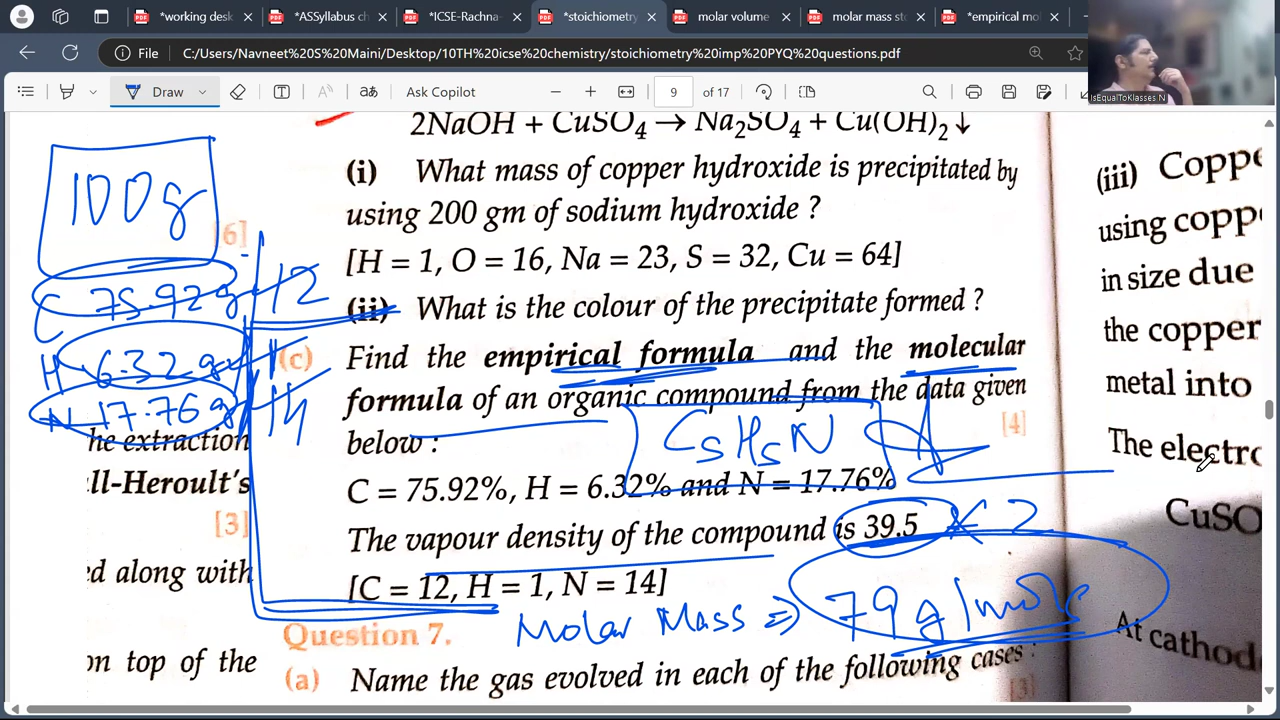 *working desk
*ASSyllabus ch
*ICSE-Rachna-
*stoichiometry
molar volume
molar mass sto
*empirical mol
File C:/Users/Navneet%20S%20Maini/Desktop/10TH%20icse%20chemistry/stoichiometry%20imp%20PYQ%20questions.pdf
Draw
Ask Copilot
9 of 17
IsEqualToKlasses N
2NaOH + CuSO₄ → Na₂SO₄ + Cu(OH)₂↓
(i) What mass of copper hydroxide is precipitated by
using 200 gm of sodium hydroxide ?
[H = 1, O = 16, Na = 23, S = 32, Cu = 64]
(ii) What is the colour of the precipitate formed ?
(c) Find the empirical formula and the molecular
formula of an organic compound from the data given
below :
[4]
C = 75.92%, H = 6.32% and N = 17.76%
The vapour density of the compound is 39.5
[C = 12, H = 1, N = 14]
Question 7.
(a) Name the gas evolved in each of the following cases :
[3]
100g
C 75.92g 12
H 6.32g 1
N 17.76g 14
C5H5N
× 2
Molar Mass ⇒ 79g/mole
[6]
he extraction
ll-Heroult's
[3]
ed along with
on top of the
(iii) Coppe
using coppe
in size due
the copper
metal into
The electro
CuSO
At cathod